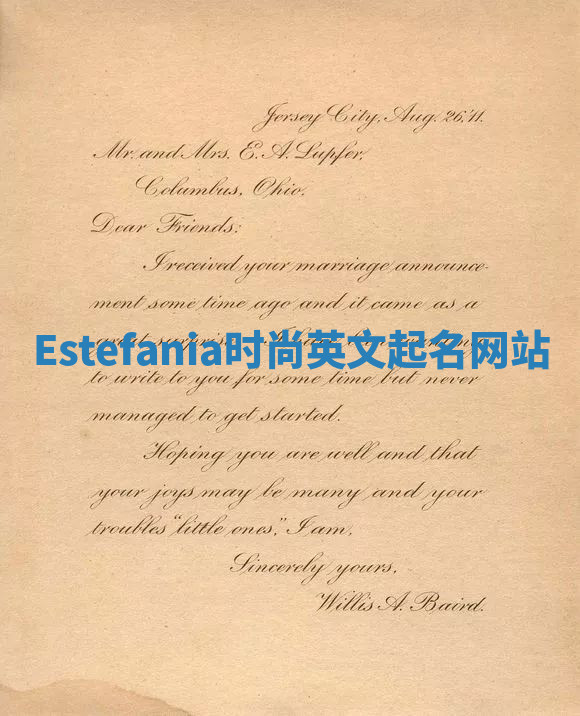 Jersey City, Aug. 26,'11.
Mr. and Mrs. E. A. Lupfer,
Columbus, Ohio.
Dear Friends:
I received your marriage announce-
ment some time ago and it came as a
great surprise.
Estefania时尚英文起名网站
to write to you for some time but never
managed to get started.
Hoping you are well and that
your joys may be many and your
troubles "little ones," I am,
Sincerely yours,
Willis A. Baird.